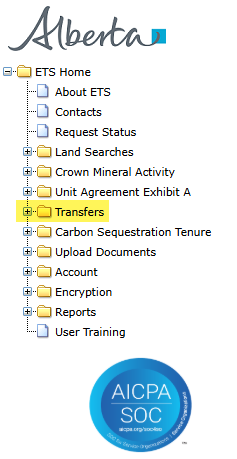 Alberta
ETS Home
About ETS
Contacts
Request Status
Land Searches
Crown Mineral Activity
Unit Agreement Exhibit A
Transfers
Carbon Sequestration Tenure
Upload Documents
Account
Encryption
Reports
User Training
AICPA
SOC
aicpa.org/soc4so
SOC for Service Organizations | Service Organizations
TM